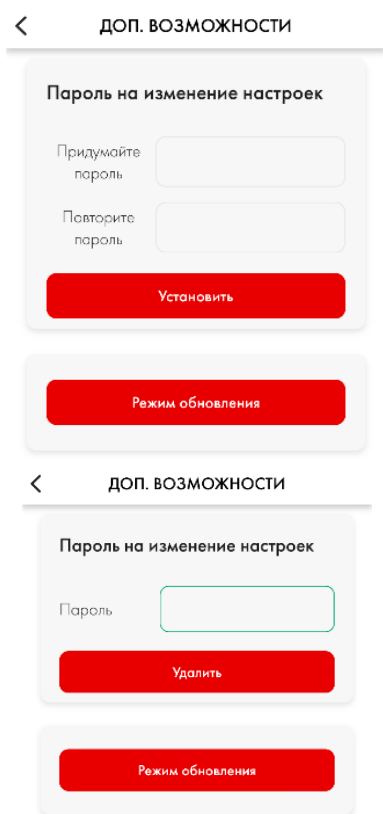 ДОП. ВОЗМОЖНОСТИ
Пароль на изменение настроек
Придумайте
пароль
Повторите
пароль
Установить
Режим обновления
ДОП. ВОЗМОЖНОСТИ
Пароль на изменение настроек
Пароль
Удалить
Режим обновления